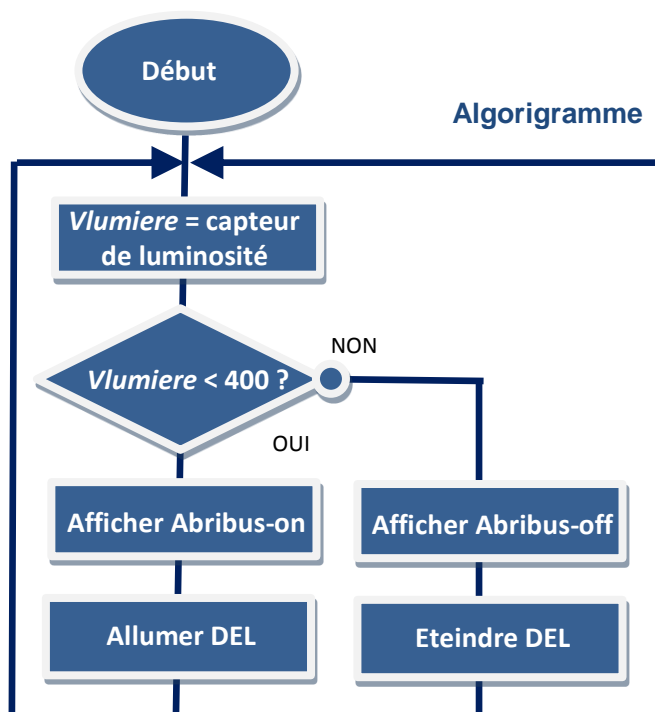 Début
Algorigramme
Vlumiere = capteur
de luminosité
Vlumiere < 400 ?
NON
OUI
Afficher Abribus-on
Afficher Abribus-off
Allumer DEL
Eteindre DEL